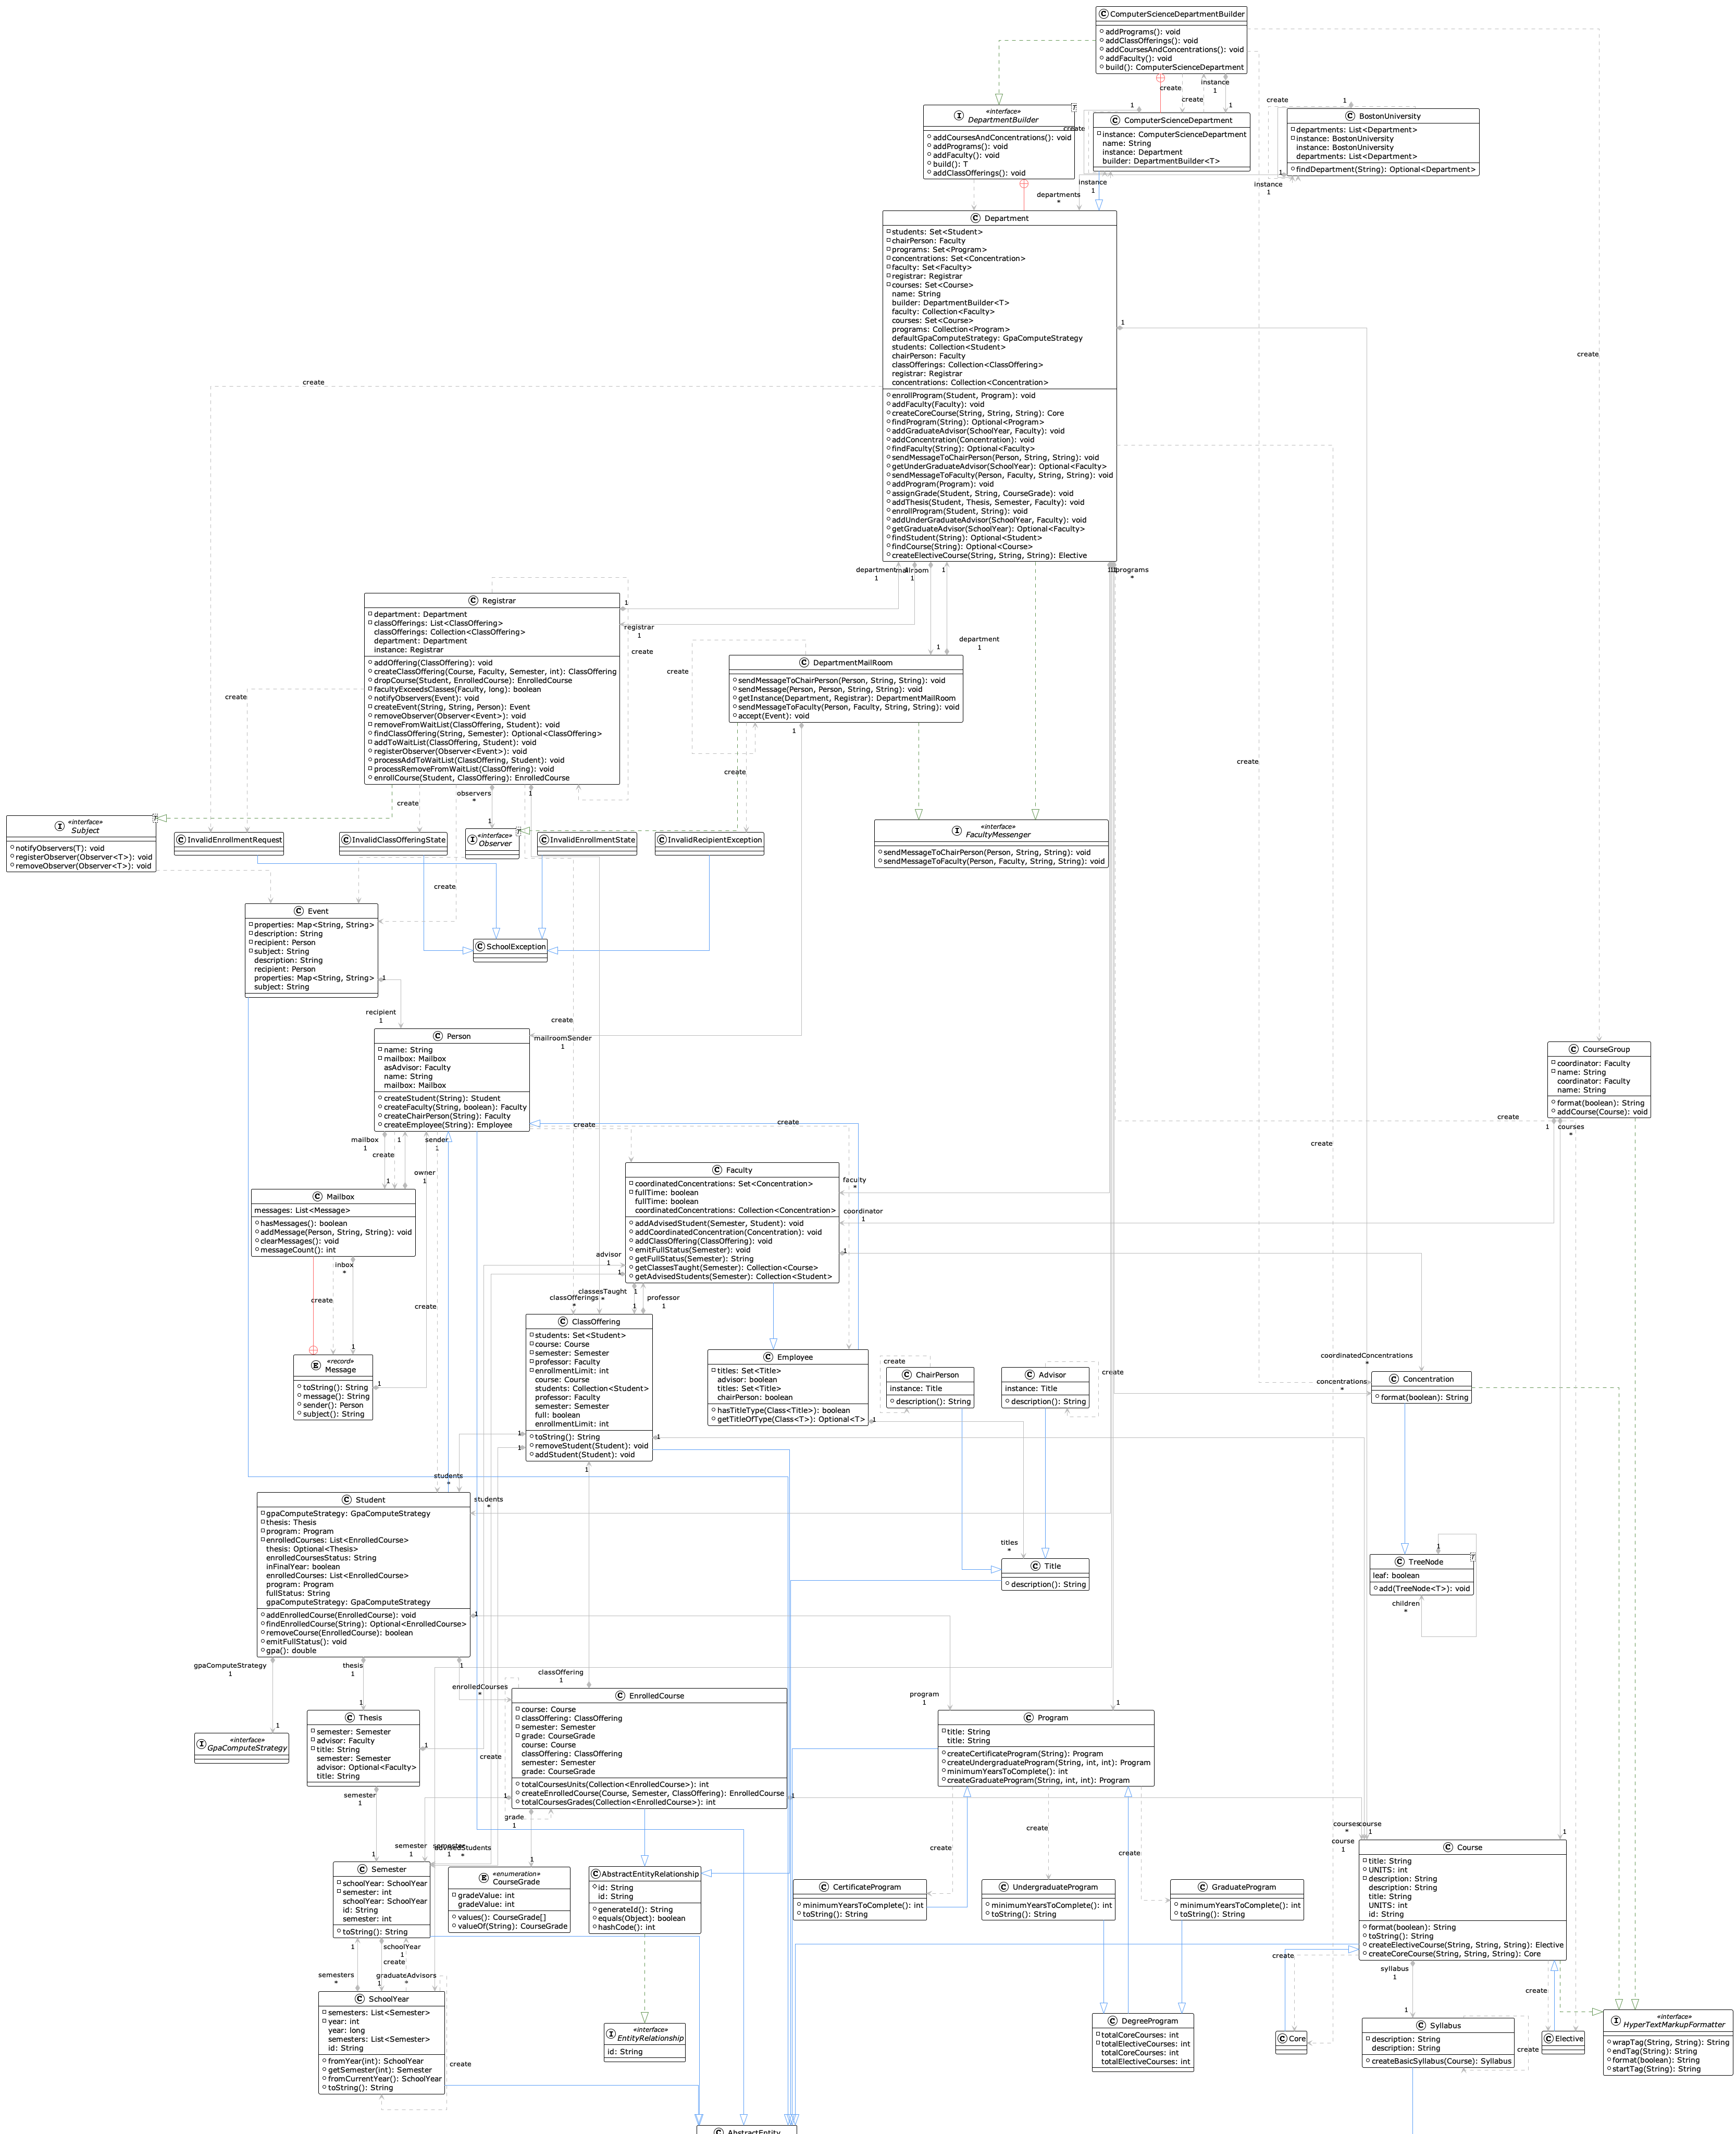 ComputerScienceDepartmentBuilder
addPrograms(): void
addClassOfferings(): void
addCoursesAndConcentrations(): void
addFaculty(): void
build(): ComputerScienceDepartment
create
create
instance
1
1
create
create
create
«interface»
DepartmentBuilder
T
addCoursesAndConcentrations(): void
addPrograms(): void
addFaculty(): void
build(): T
addClassOfferings(): void
create
1
ComputerScienceDepartment
instance: ComputerScienceDepartment
name: String
instance: Department
builder: DepartmentBuilder<T>
create
1
BostonUniversity
departments: List<Department>
instance: BostonUniversity
instance: BostonUniversity
departments: List<Department>
findDepartment(String): Optional<Department>
departments
*
instance
1
1
instance
1
Department
students: Set<Student>
chairPerson: Faculty
programs: Set<Program>
concentrations: Set<Concentration>
faculty: Set<Faculty>
registrar: Registrar
courses: Set<Course>
name: String
builder: DepartmentBuilder<T>
faculty: Collection<Faculty>
courses: Set<Course>
programs: Collection<Program>
defaultGpaComputeStrategy: GpaComputeStrategy
students: Collection<Student>
chairPerson: Faculty
classOfferings: Collection<ClassOffering>
registrar: Registrar
concentrations: Collection<Concentration>
enrollProgram(Student, Program): void
addFaculty(Faculty): void
createCoreCourse(String, String, String): Core
findProgram(String): Optional<Program>
addGraduateAdvisor(SchoolYear, Faculty): void
addConcentration(Concentration): void
findFaculty(String): Optional<Faculty>
sendMessageToChairPerson(Person, String, String): void
getUnderGraduateAdvisor(SchoolYear): Optional<Faculty>
sendMessageToFaculty(Person, Faculty, String, String): void
addProgram(Program): void
assignGrade(Student, String, CourseGrade): void
addThesis(Student, Thesis, Semester, Faculty): void
enrollProgram(Student, String): void
addUnderGraduateAdvisor(SchoolYear, Faculty): void
getGraduateAdvisor(SchoolYear): Optional<Faculty>
findStudent(String): Optional<Student>
findCourse(String): Optional<Course>
createElectiveCourse(String, String, String): Elective
1
create
department
1
mailroom
1
1
programs
*
Registrar
department: Department
classOfferings: List<ClassOffering>
classOfferings: Collection<ClassOffering>
department: Department
instance: Registrar
addOffering(ClassOffering): void
createClassOffering(Course, Faculty, Semester, int): ClassOffering
dropCourse(Student, EnrolledCourse): EnrolledCourse
facultyExceedsClasses(Faculty, long): boolean
notifyObservers(Event): void
createEvent(String, String, Person): Event
removeObserver(Observer<Event>): void
removeFromWaitList(ClassOffering, Student): void
findClassOffering(String, Semester): Optional<ClassOffering>
addToWaitList(ClassOffering, Student): void
registerObserver(Observer<Event>): void
processAddToWaitList(ClassOffering, Student): void
processRemoveFromWaitList(ClassOffering): void
enrollCourse(Student, ClassOffering): EnrolledCourse
1
registrar
1
create
create
create
DepartmentMailRoom
sendMessageToChairPerson(Person, String, String): void
sendMessage(Person, Person, String, String): void
getInstance(Department, Registrar): DepartmentMailRoom
sendMessageToFaculty(Person, Faculty, String, String): void
accept(Event): void
1
department
1
1
create
create
observers
*
1
1
«interface»
Subject
T
notifyObservers(T): void
registerObserver(Observer<T>): void
removeObserver(Observer<T>): void
InvalidEnrollmentRequest
InvalidClassOfferingState
«interface»
Observer
T
InvalidEnrollmentState
InvalidRecipientException
«interface»
FacultyMessenger
sendMessageToChairPerson(Person, String, String): void
sendMessageToFaculty(Person, Faculty, String, String): void
create
Event
properties: Map<String, String>
description: String
recipient: Person
subject: String
description: String
recipient: Person
properties: Map<String, String>
subject: String
1
SchoolException
recipient
1
create
mailroomSender
1
Person
name: String
mailbox: Mailbox
asAdvisor: Faculty
name: String
mailbox: Mailbox
createStudent(String): Student
createFaculty(String, boolean): Faculty
createChairPerson(String): Faculty
createEmployee(String): Employee
create
create
CourseGroup
coordinator: Faculty
name: String
coordinator: Faculty
name: String
format(boolean): String
addCourse(Course): void
create
1
courses
*
create
mailbox
1
create
1
sender
1
owner
1
1
Mailbox
messages: List<Message>
hasMessages(): boolean
addMessage(Person, String, String): void
clearMessages(): void
messageCount(): int
inbox
*
create
1
create
«record»
Message
toString(): String
message(): String
sender(): Person
subject(): String
1
Faculty
coordinatedConcentrations: Set<Concentration>
fullTime: boolean
fullTime: boolean
coordinatedConcentrations: Collection<Concentration>
addAdvisedStudent(Semester, Student): void
addCoordinatedConcentration(Concentration): void
addClassOffering(ClassOffering): void
emitFullStatus(Semester): void
getFullStatus(Semester): String
getClassesTaught(Semester): Collection<Course>
getAdvisedStudents(Semester): Collection<Student>
faculty
*
coordinator
1
1
advisor
1
1
classOfferings
*
classesTaught
*
1
1
professor
1
ClassOffering
students: Set<Student>
course: Course
semester: Semester
professor: Faculty
enrollmentLimit: int
course: Course
students: Collection<Student>
professor: Faculty
semester: Semester
full: boolean
enrollmentLimit: int
toString(): String
removeStudent(Student): void
addStudent(Student): void
1
1
1
1
Employee
titles: Set<Title>
advisor: boolean
titles: Set<Title>
chairPerson: boolean
hasTitleType(Class<Title>): boolean
getTitleOfType(Class<T>): Optional<T>
1
create
ChairPerson
instance: Title
description(): String
Advisor
instance: Title
description(): String
create
coordinatedConcentrations
*
concentrations
*
Concentration
format(boolean): String
students
*
students
*
Student
gpaComputeStrategy: GpaComputeStrategy
thesis: Thesis
program: Program
enrolledCourses: List<EnrolledCourse>
thesis: Optional<Thesis>
enrolledCoursesStatus: String
inFinalYear: boolean
enrolledCourses: List<EnrolledCourse>
program: Program
fullStatus: String
gpaComputeStrategy: GpaComputeStrategy
addEnrolledCourse(EnrolledCourse): void
findEnrolledCourse(String): Optional<EnrolledCourse>
removeCourse(EnrolledCourse): boolean
emitFullStatus(): void
gpa(): double
1
titles
*
Title
description(): String
1
TreeNode
T
leaf: boolean
add(TreeNode<T>): void
children
*
gpaComputeStrategy
1
thesis
1
1
enrolledCourses
*
classOffering
1
1
1
«interface»
GpaComputeStrategy
Thesis
semester: Semester
advisor: Faculty
title: String
semester: Semester
advisor: Optional<Faculty>
title: String
1
create
EnrolledCourse
course: Course
classOffering: ClassOffering
semester: Semester
grade: CourseGrade
course: Course
classOffering: ClassOffering
semester: Semester
grade: CourseGrade
totalCoursesUnits(Collection<EnrolledCourse>): int
createEnrolledCourse(Course, Semester, ClassOffering): EnrolledCourse
totalCoursesGrades(Collection<EnrolledCourse>): int
1
1
program
1
1
Program
title: String
title: String
createCertificateProgram(String): Program
createUndergraduateProgram(String, int, int): Program
minimumYearsToComplete(): int
createGraduateProgram(String, int, int): Program
create
create
create
semester
1
1
semester
1
advisedStudents
*
grade
1
1
courses
*
course
1
course
1
1
Semester
schoolYear: SchoolYear
semester: int
schoolYear: SchoolYear
id: String
semester: int
toString(): String
«enumeration»
CourseGrade
gradeValue: int
gradeValue: int
values(): CourseGrade[]
valueOf(String): CourseGrade
AbstractEntityRelationship
id: String
id: String
generateId(): String
equals(Object): boolean
hashCode(): int
CertificateProgram
minimumYearsToComplete(): int
toString(): String
UndergraduateProgram
minimumYearsToComplete(): int
toString(): String
GraduateProgram
minimumYearsToComplete(): int
toString(): String
Course
title: String
UNITS: int
description: String
description: String
title: String
UNITS: int
id: String
format(boolean): String
toString(): String
createElectiveCourse(String, String, String): Elective
createCoreCourse(String, String, String): Core
1
semesters
*
schoolYear
1
create
1
graduateAdvisors
*
create
syllabus
1
1
create
SchoolYear
semesters: List<Semester>
year: int
year: long
semesters: List<Semester>
id: String
fromYear(int): SchoolYear
getSemester(int): Semester
fromCurrentYear(): SchoolYear
toString(): String
create
«interface»
EntityRelationship
id: String
DegreeProgram
totalCoreCourses: int
totalElectiveCourses: int
totalCoreCourses: int
totalElectiveCourses: int
Core
Syllabus
description: String
description: String
createBasicSyllabus(Course): Syllabus
create
Elective
«interface»
HyperTextMarkupFormatter
wrapTag(String, String): String
endTag(String): String
format(boolean): String
startTag(String): String
AbstractEntity